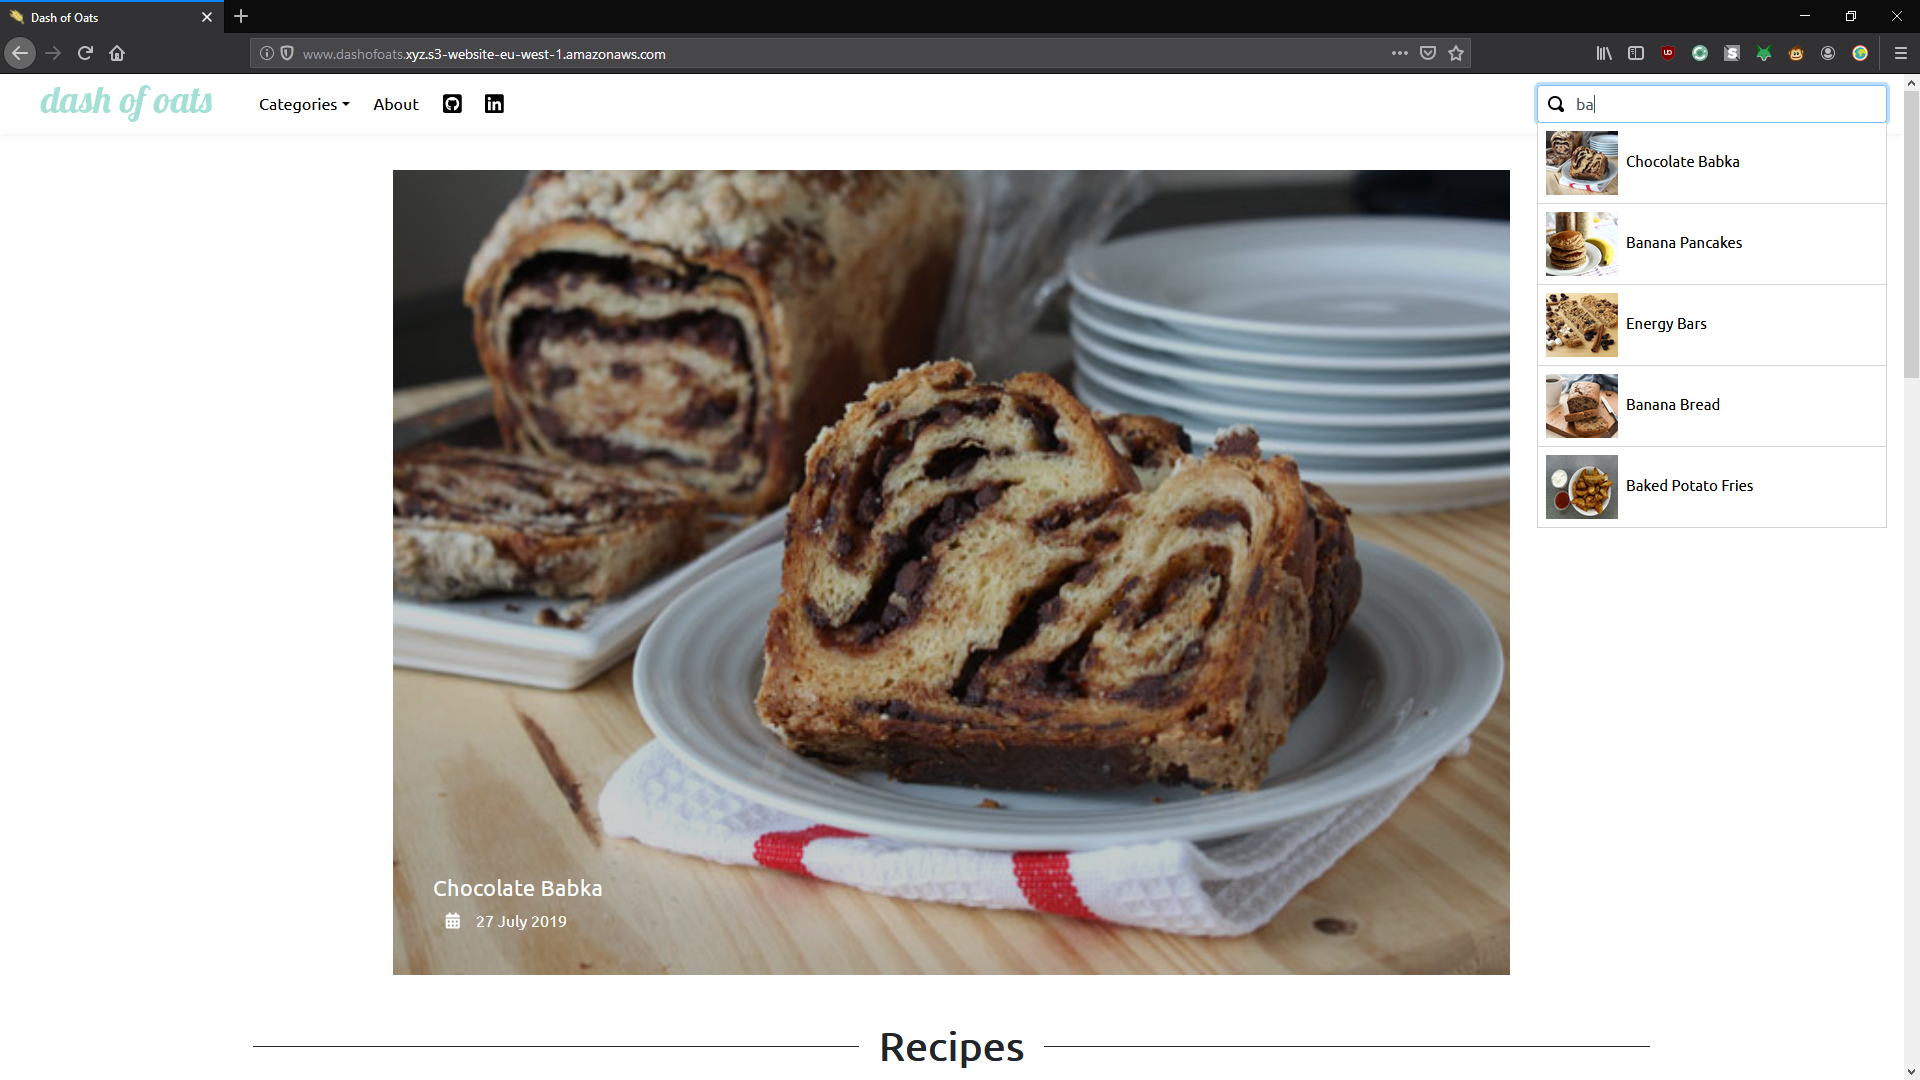 Dash of Oats
www.dashofoats.xyz.s3-website-eu-west-1.amazonaws.com
dash of oats
Categories
About
ba
Chocolate Babka
Banana Pancakes
Energy Bars
Banana Bread
Baked Potato Fries
Chocolate Babka
27 July 2019
Recipes